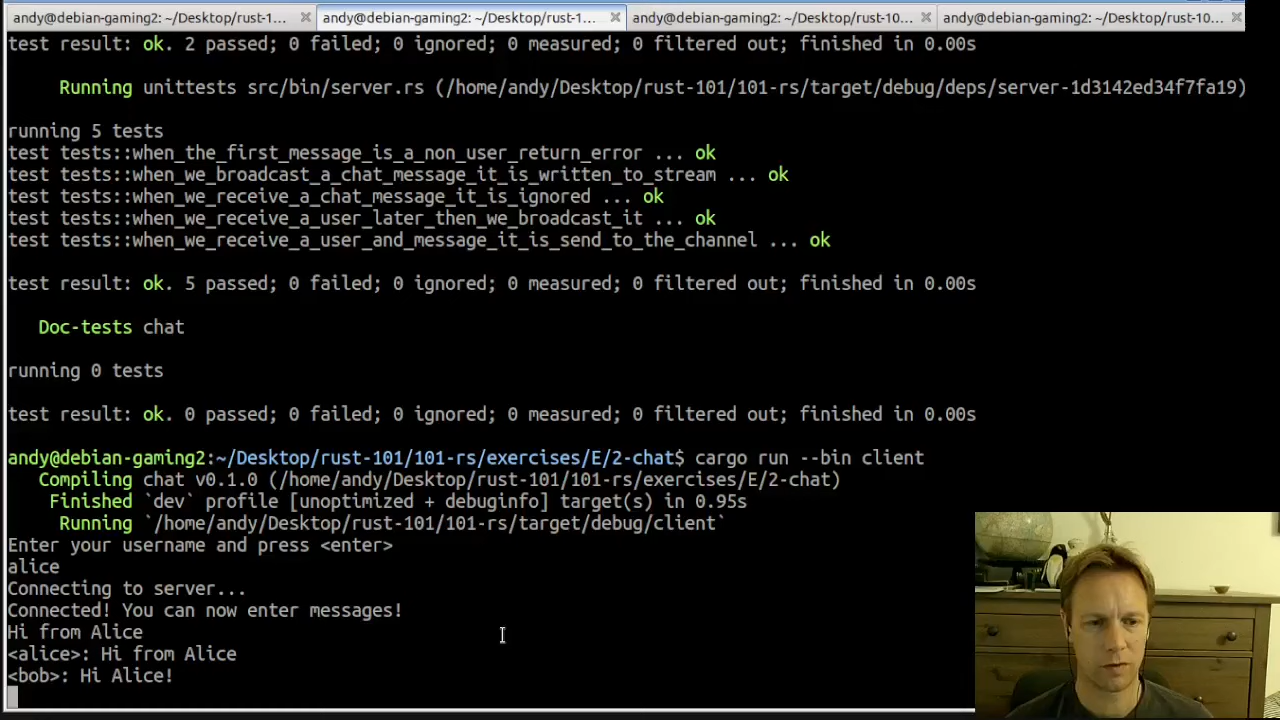 andy@debian-gaming2: ~/Desktop/rust-1... andy@debian-gaming2: ~/Desktop/rust-1... andy@debian-gaming2: ~/Desktop/rust-10... andy@debian-gaming2: ~/Desktop/rust-10...
test result: ok. 2 passed; 0 failed; 0 ignored; 0 measured; 0 filtered out; finished in 0.00s
Running unittests src/bin/server.rs (/home/andy/Desktop/rust-101/101-rs/target/debug/deps/server-1d3142ed34f7fa19)
running 5 tests
test tests::when_the_first_message_is_a_non_user_return_error ... ok
test tests::when_we_broadcast_a_chat_message_it_is_written_to_stream ... ok
test tests::when_we_receive_a_chat_message_it_is_ignored ... ok
test tests::when_we_receive_a_user_later_then_we_broadcast_it ... ok
test tests::when_we_receive_a_user_and_message_it_is_send_to_the_channel ... ok
test result: ok. 5 passed; 0 failed; 0 ignored; 0 measured; 0 filtered out; finished in 0.00s
Doc-tests chat
running 0 tests
test result: ok. 0 passed; 0 failed; 0 ignored; 0 measured; 0 filtered out; finished in 0.00s
andy@debian-gaming2:~/Desktop/rust-101/101-rs/exercises/E/2-chat$ cargo run --bin client
Compiling chat v0.1.0 (/home/andy/Desktop/rust-101/101-rs/exercises/E/2-chat)
Finished `dev` profile [unoptimized + debuginfo] target(s) in 0.95s
Running `/home/andy/Desktop/rust-101/101-rs/target/debug/client`
Enter your username and press <enter>
alice
Connecting to server...
Connected! You can now enter messages!
Hi from Alice
<alice>: Hi from Alice
<bob>: Hi Alice!